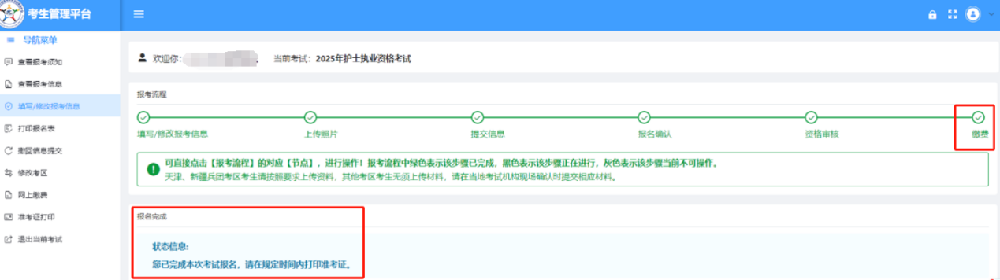 考生管理平台
导航菜单
查看报考须知
查看报考信息
填写/修改报考信息
打印报名表
撤回信息提交
修改考区
网上缴费
准考证打印
退出当前考试
欢迎你: 当前考试: 2025年护士执业资格考试
报考流程
填写/修改报考信息 上传照片 提交信息 报名确认 资格审核 缴费
可直接点击【报考流程】的对应【节点】，进行操作！报考流程中绿色表示该步骤已完成，黑色表示该步骤正在进行，灰色表示该步骤当前不可操作。
天津、新疆兵团考区考生请按照要求上传资料，其他考区考生无须上传材料，请在当地考试机构现场确认时提交相应材料。
报名完成
状态信息:
您已完成本次考试报名，请在规定时间内打印准考证。